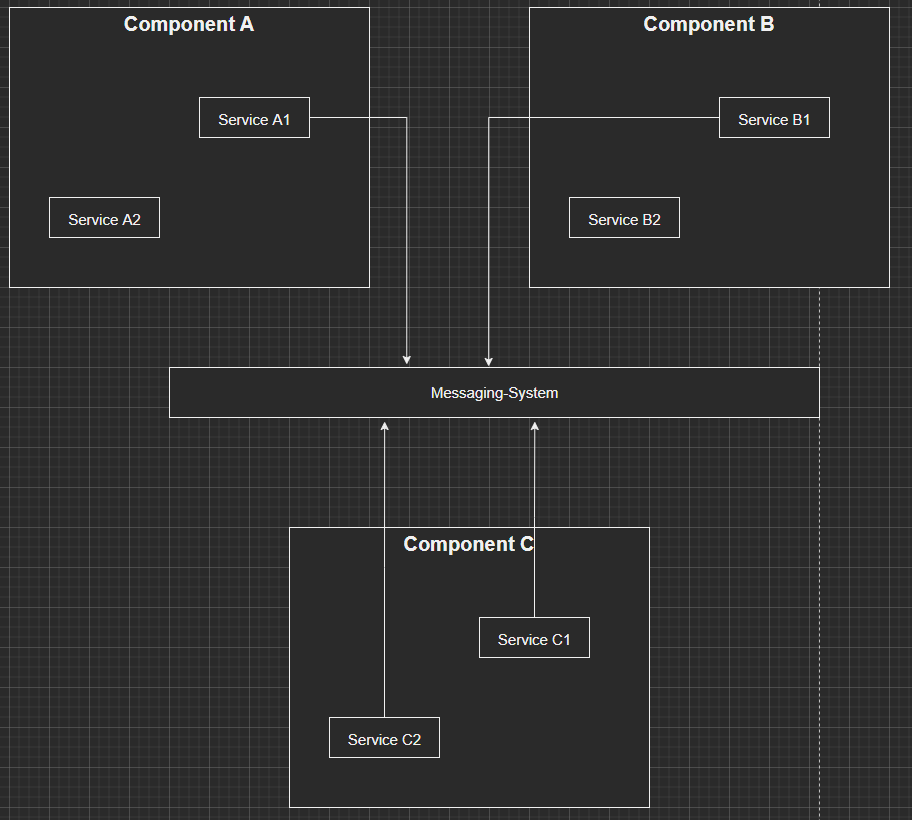 Component A
Service A1
Service A2
Component B
Service B1
Service B2
Messaging-System
Component C
Service C1
Service C2